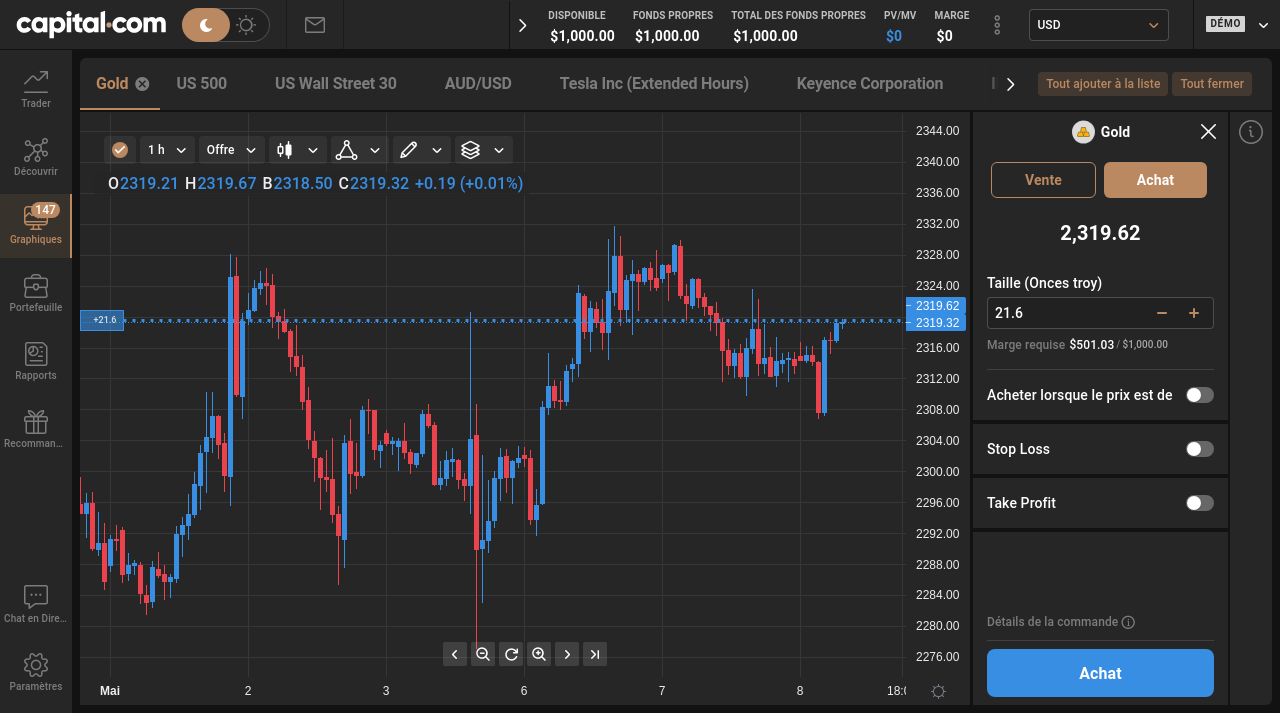 capital.com
DISPONIBLE
$1,000.00
FONDS PROPRES
$1,000.00
TOTAL DES FONDS PROPRES
$1,000.00
PV/MV
$0
MARGE
$0
USD
DÉMO
Trader
Découvrir
147
Graphiques
Portefeuille
Rapports
Recomman...
Chat en Dire...
Paramètres
Gold
US 500
US Wall Street 30
AUD/USD
Tesla Inc (Extended Hours)
Keyence Corporation
Tout ajouter à la liste
Tout fermer
1 h
Offre
O2319.21 H2319.67 B2318.50 C2319.32 +0.19 (+0.01%)
+21.6
2344.00
2340.00
2336.00
2332.00
2328.00
2324.00
2319.62
2319.32
2316.00
2312.00
2308.00
2304.00
2300.00
2296.00
2292.00
2288.00
2284.00
2280.00
2276.00
Mai
2
3
6
7
8
18:0
Gold
Vente
Achat
2,319.62
Taille (Onces troy)
21.6
Marge requise $501.03 / $1,000.00
Acheter lorsque le prix est de
Stop Loss
Take Profit
Détails de la commande
Achat